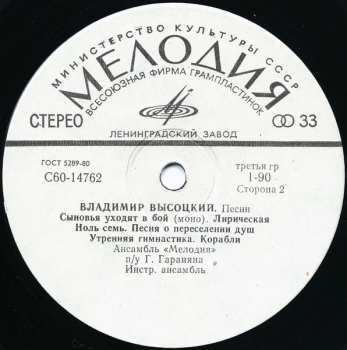 МИНИСТЕРСТВО КУЛЬТУРЫ СССР
МЕЛОДИЯ
ВСЕСОЮЗНАЯ ФИРМА ГРАМПЛАСТИНОК
СТЕРЕО
33
ЛЕНИНГРАДСКИЙ ЗАВОД
ГОСТ 5289-80
С60-14762
третья гр
1-90
Сторона 2
ВЛАДИМИР ВЫСОЦКИЙ. Песни
Сыновья уходят в бой (моно). Лирическая
Ноль семь. Песня о переселении душ
Утренняя гимнастика. Корабли
Ансамбль «Мелодия»
п/у Г. Гараняна
Инстр. ансамбль